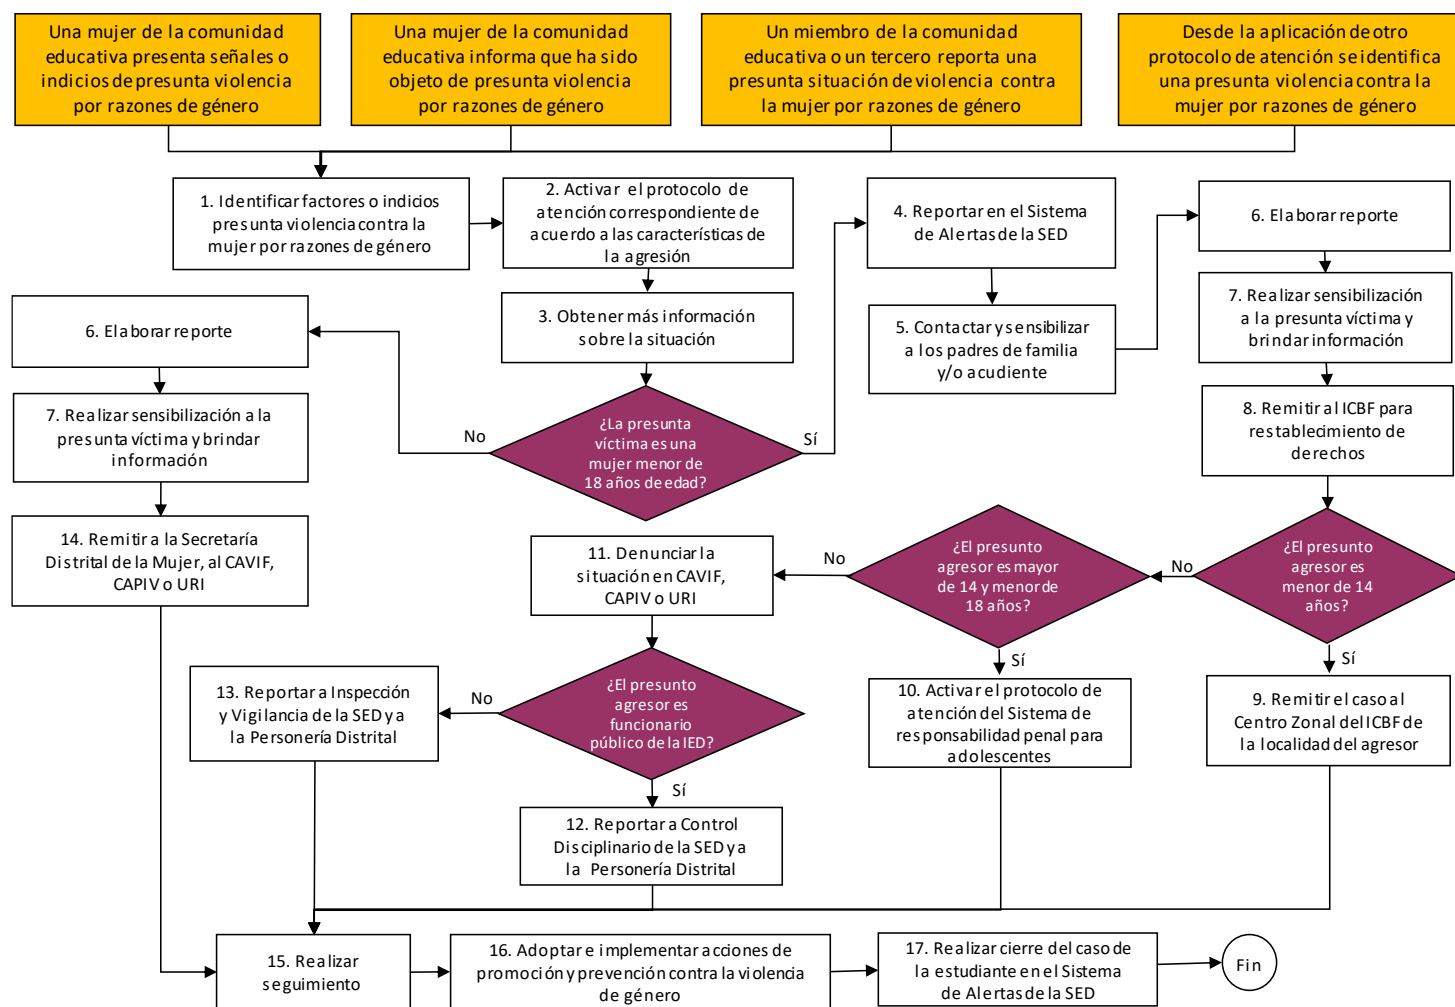 Una mujer de la comunidad
educativa presenta señales o
indicios de presunta violencia
por razones de género
Una mujer de la comunidad
educativa informa que ha sido
objeto de presunta violencia
por razones de género
Un miembro de la comunidad
educativa o un tercero reporta una
presunta situación de violencia contra
la mujer por razones de género
Desde la aplicación de otro
protocolo de atención se identifica
una presunta violencia contra la
mujer por razones de género
1. Identificar factores o indicios
presunta violencia contra la
mujer por razones de género
2. Activar el protocolo de
atención correspondiente de
acuerdo a las características de
la agresión
4. Reportar en el Sistema
de Alertas de la SED
6. Elaborar reporte
6. Elaborar reporte
3. Obtener más información
sobre la situación
5. Contactar y sensibilizar
a los padres de familia
y/o acudiente
7. Realizar sensibilización
a la presunta víctima y
brindar información
7. Realizar sensibilización a la
presunta víctima y brindar
información
No
¿La presunta
víctima es una
mujer menor de
18 años de edad?
Sí
8. Remitir al ICBF para
restablecimiento de
derechos
14. Remitir a la Secretaría
Distrital de la Mujer, al CAVIF,
CAPIV o URI
11. Denunciar la
situación en CAVIF,
CAPIV o URI
No
¿El presunto
agresor es mayor
de 14 y menor de
18 años?
No
¿El presunto
agresor es
menor de 14
años?
Sí
Sí
13. Reportar a Inspección
y Vigilancia de la SED y a
la Personería Distrital
No
¿El presunto
agresor es
funcionario
público de la IED?
10. Activar el protocolo de
atención del Sistema de
responsabilidad penal para
adolescentes
9. Remitir el caso al
Centro Zonal del ICBF de
la localidad del agresor
Sí
12. Reportar a Control
Disciplinario de la SED y a
la Personería Distrital
15. Realizar
seguimiento
16. Adoptar e implementar acciones de
promoción y prevención contra la violencia
de género
17. Realizar cierre del caso de
la estudiante en el Sistema
de Alertas de la SED
Fin